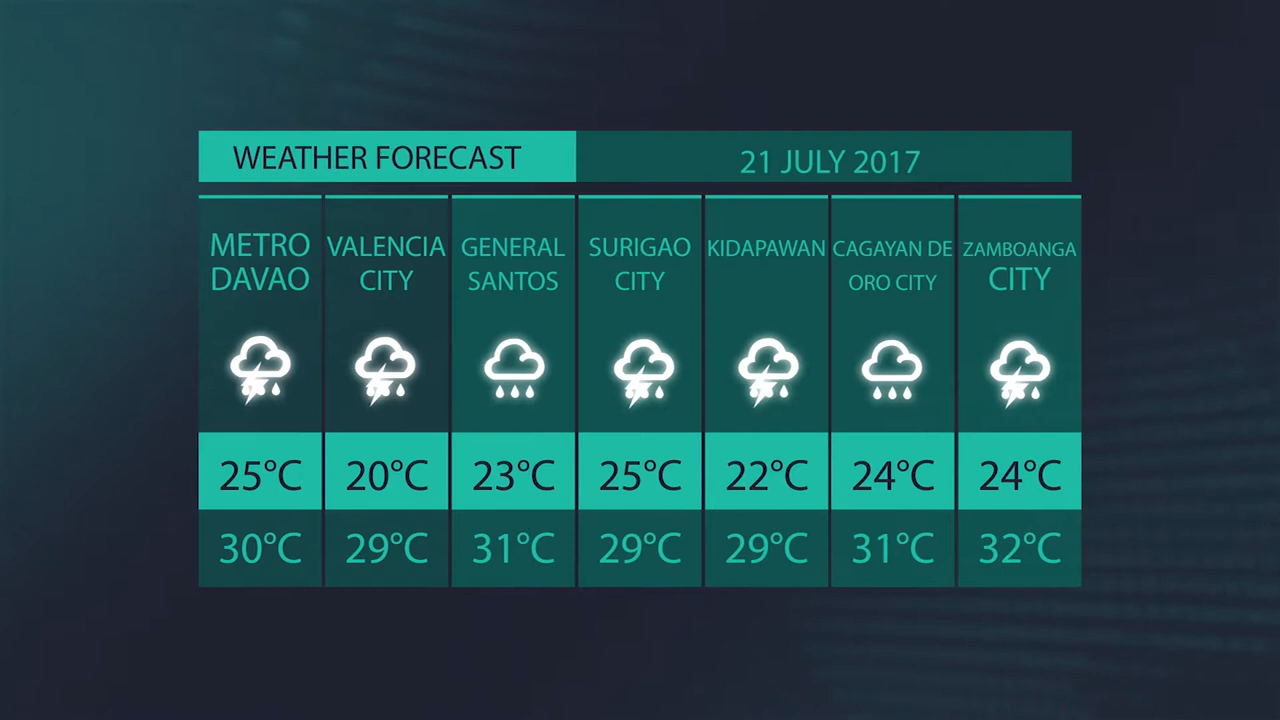 WEATHER FORECAST
21 JULY 2017
METRO
DAVAO
25°C
30°C
VALENCIA
CITY
20°C
29°C
GENERAL
SANTOS
23°C
31°C
SURIGAO
CITY
25°C
29°C
KIDAPAWAN
22°C
29°C
CAGAYAN DE
ORO CITY
24°C
31°C
ZAMBOANGA
CITY
24°C
32°C